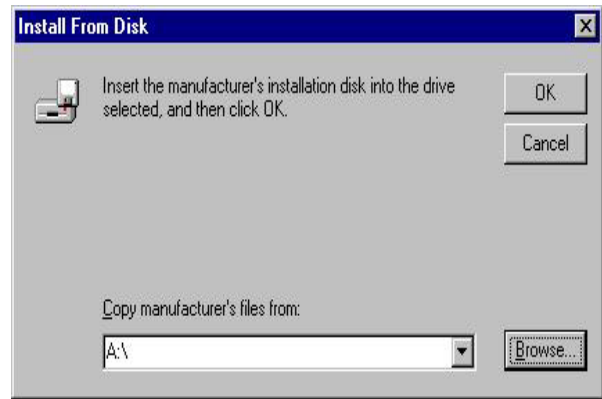 Install From Disk
Insert the manufacturer's installation disk into the drive
selected, and then click OK.
OK
Cancel
Copy manufacturer's files from:
A:\
Browse...